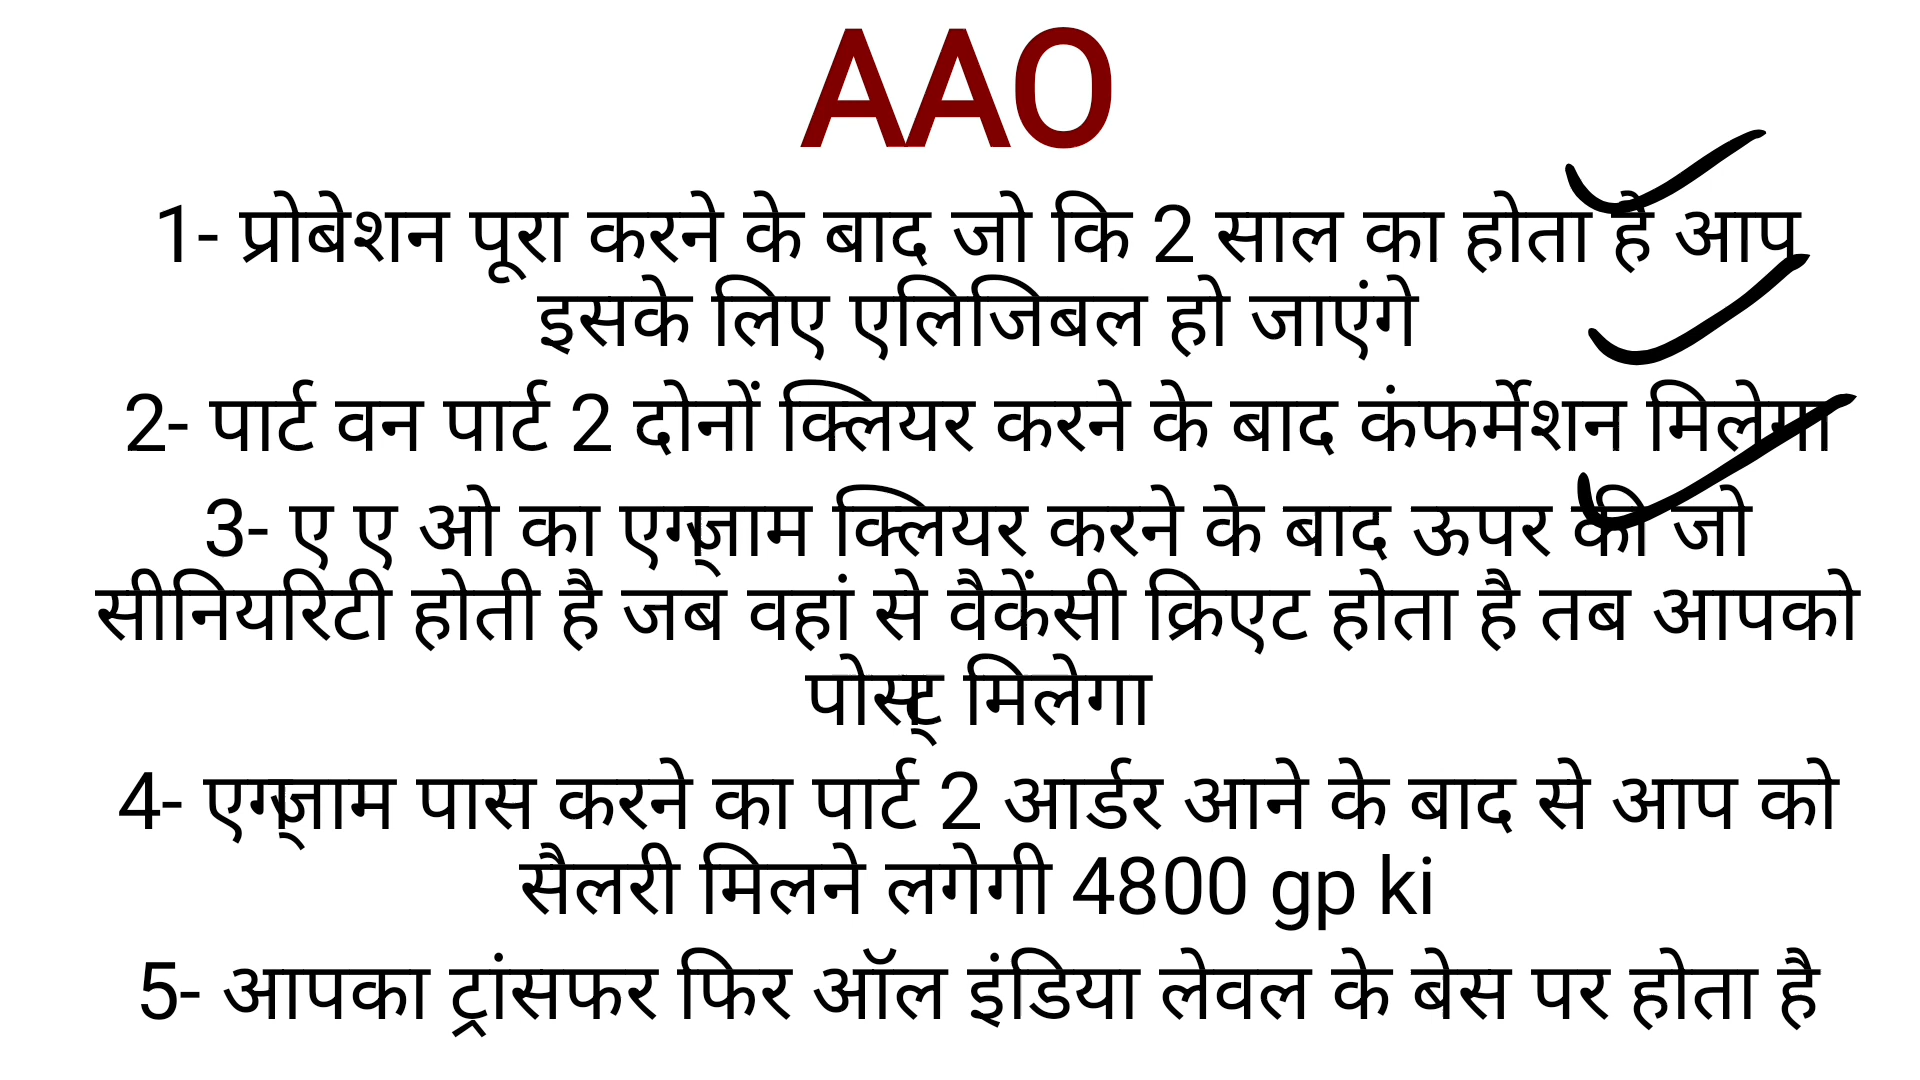 AAO
1- प्रोबेशन पूरा करने के बाद जो कि 2 साल का होता है आप
इसके लिए एलिजिबल हो जाएंगे
2- पार्ट वन पार्ट 2 दोनों क्लियर करने के बाद कंफर्मेशन मिलेगा
3- ए ए ओ का एग्जाम क्लियर करने के बाद ऊपर की जो
सीनियरिटी होती है जब वहां से वैकेंसी क्रिएट होता है तब आपको
पोस्ट मिलेगा
4- एग्जाम पास करने का पार्ट 2 आर्डर आने के बाद से आप को
सैलरी मिलने लगेगी 4800 gp ki
5- आपका ट्रांसफर फिर ऑल इंडिया लेवल के बेस पर होता है